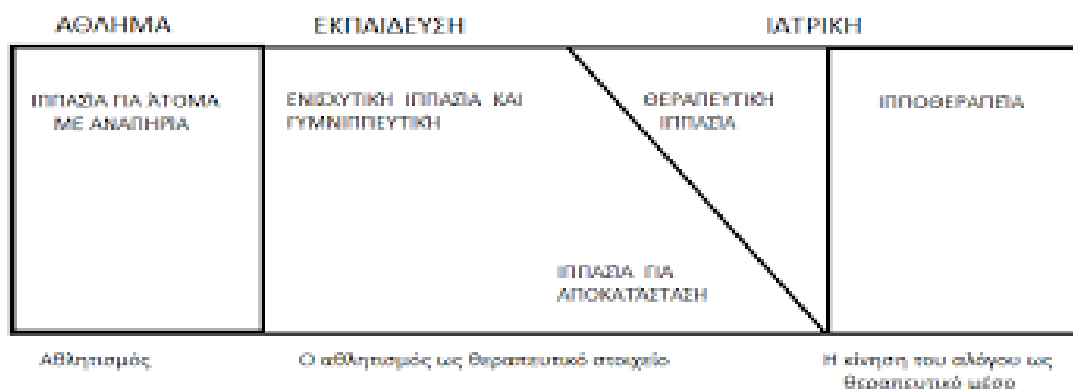 ΑΘΛΗΜΑ ΕΚΠΑΙΔΕΥΣΗ ΙΑΤΡΙΚΗ
ΙΠΠΑΣΙΑ ΓΙΑ ΆΤΟΜΑ
ΜΕ ΑΝΑΠΗΡΙΑ
ΕΝΙΣΧΥΤΙΚΗ ΙΠΠΑΣΙΑ ΚΑΙ
ΓΥΜΝΙΠΠΕΥΤΙΚΗ
ΘΕΡΑΠΕΥΤΙΚΗ
ΙΠΠΑΣΙΑ
ΙΠΠΟΘΕΡΑΠΕΙΑ
ΙΠΠΑΣΙΑ ΓΙΑ
ΑΠΟΚΑΤΑΣΤΑΣΗ
Αθλητισμός
Ο αθλητισμός ως θεραπευτικό στοιχείο
Η κίνηση του αλόγου ως
θεραπευτικό μέσο